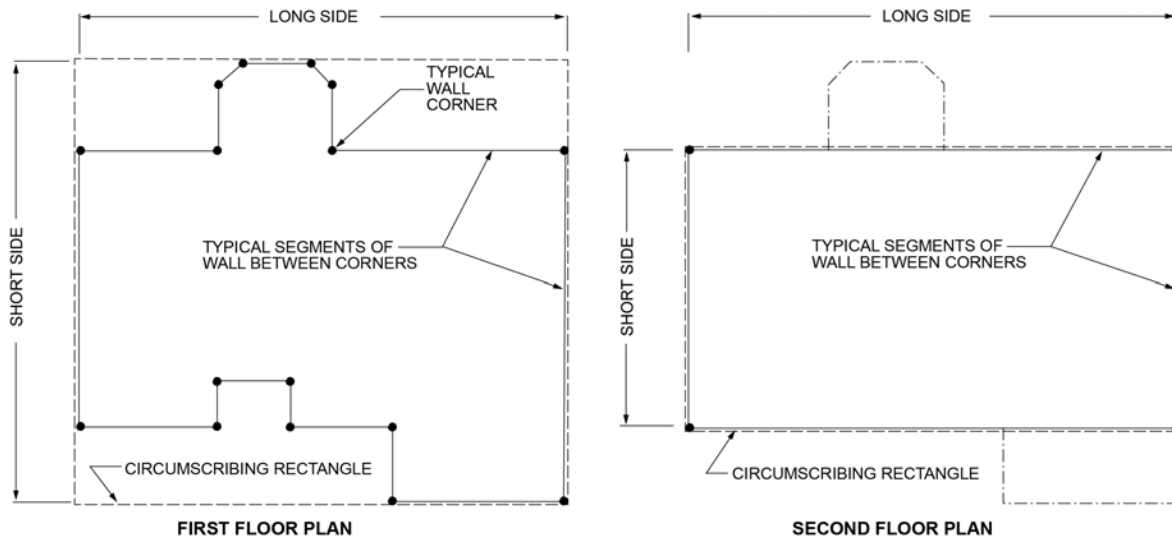 LONG SIDE
TYPICAL
WALL
CORNER
SHORT SIDE
TYPICAL SEGMENTS OF
WALL BETWEEN CORNERS
CIRCUMSCRIBING RECTANGLE
FIRST FLOOR PLAN
LONG SIDE
SHORT SIDE
TYPICAL SEGMENTS OF
WALL BETWEEN CORNERS
CIRCUMSCRIBING RECTANGLE
SECOND FLOOR PLAN